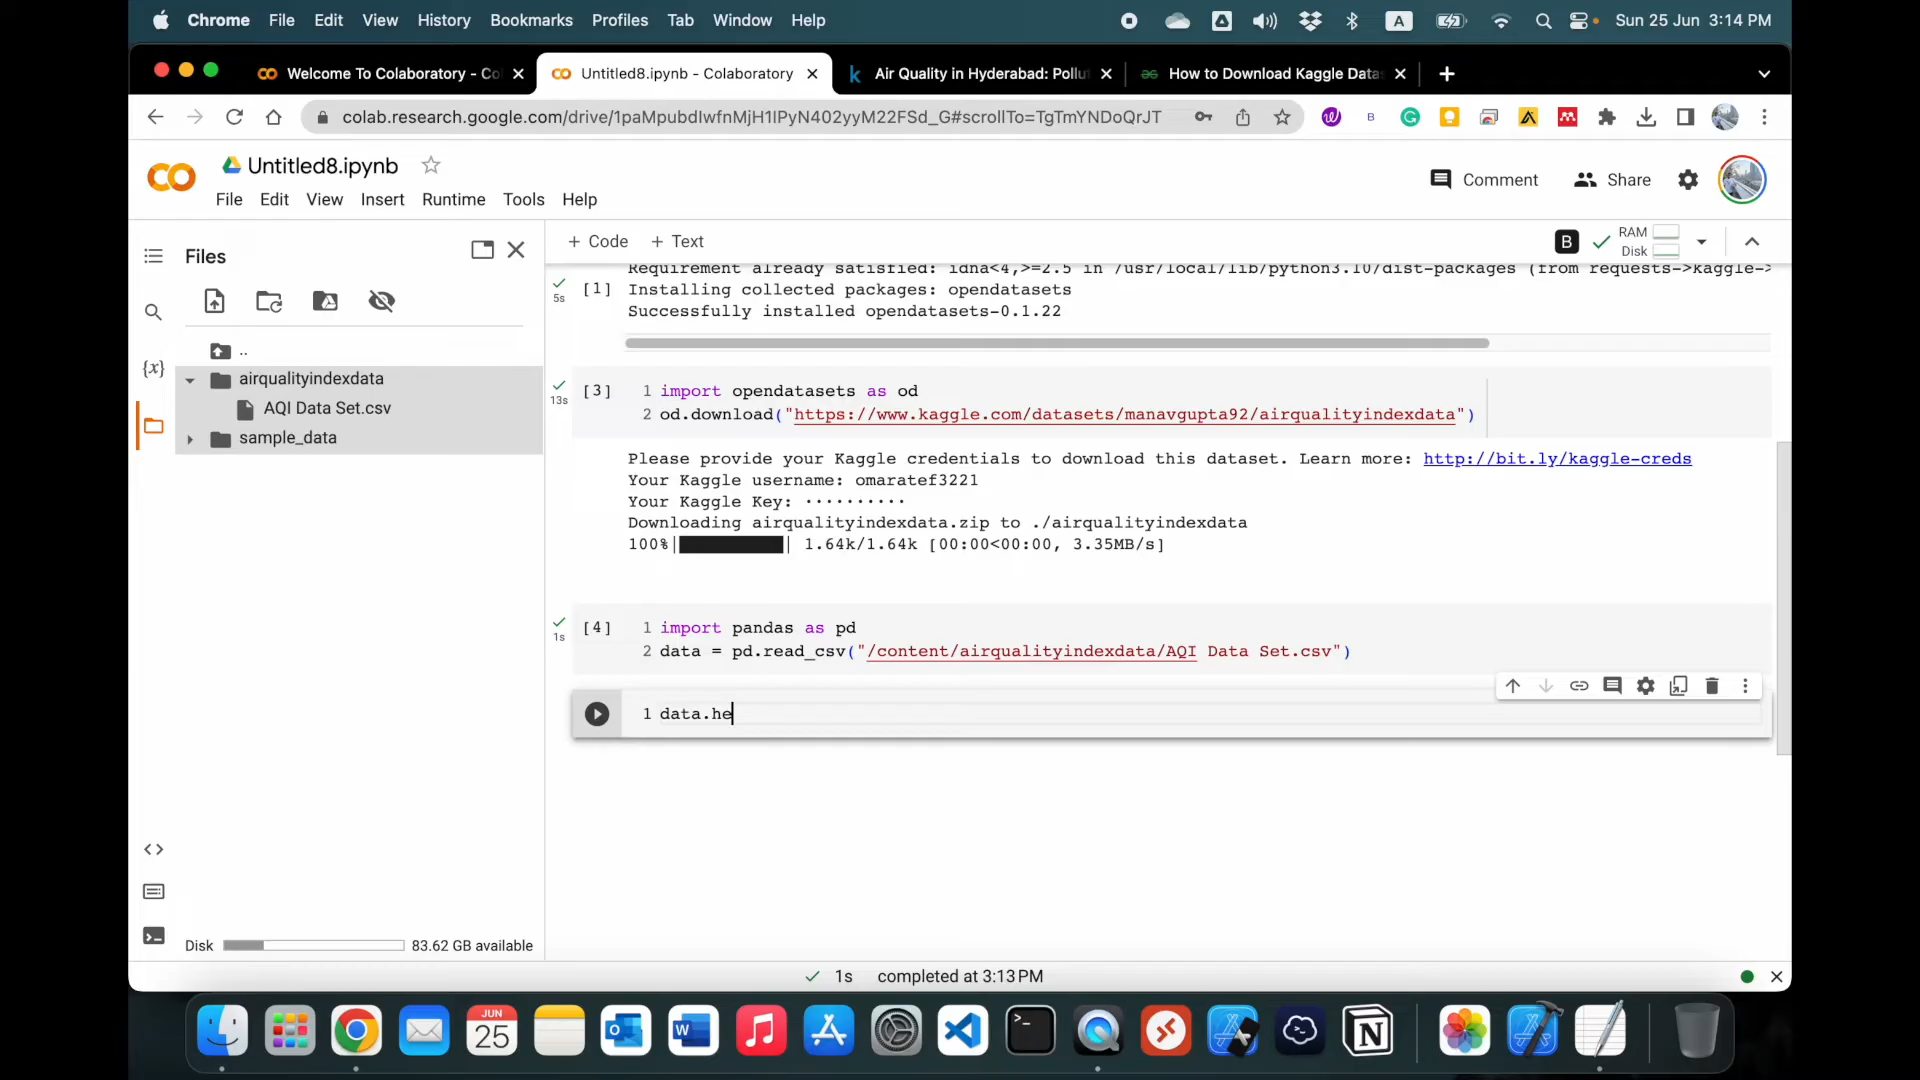 Chrome File Edit View History Bookmarks Profiles Tab Window Help A Sun 25 Jun 3:14 PM
Welcome To Colaboratory - Co Untitled8.ipynb - Colaboratory Air Quality in Hyderabad: Pollu How to Download Kaggle Data
colab.research.google.com/drive/1paMpubdIwfnMjH1IPyN402yyM22FSd_G#scrollTo=TgTmYNDoQrJT
Untitled8.ipynb
Comment Share
File Edit View Insert Runtime Tools Help
Files
+ Code + Text
B RAM
Disk
Requirement already satisfied: idna<4,>=2.5 in /usr/local/lib/python3.10/dist-packages (from requests->kaggle->
5s [1] Installing collected packages: opendatasets
Successfully installed opendatasets-0.1.22
..
airqualityindexdata
AQI Data Set.csv
sample_data
{x}
13s [3] 1 import opendatasets as od
2 od.download("https://www.kaggle.com/datasets/manavgupta92/airqualityindexdata")
Please provide your Kaggle credentials to download this dataset. Learn more: http://bit.ly/kaggle-creds
Your Kaggle username: omaratef3221
Your Kaggle Key: ··········
Downloading airqualityindexdata.zip to ./airqualityindexdata
100%|██████████| 1.64k/1.64k [00:00<00:00, 3.35MB/s]
1s [4] 1 import pandas as pd
2 data = pd.read_csv("/content/airqualityindexdata/AQI Data Set.csv")
1 data.he
Disk 83.62 GB available
1s completed at 3:13 PM
JUN
25